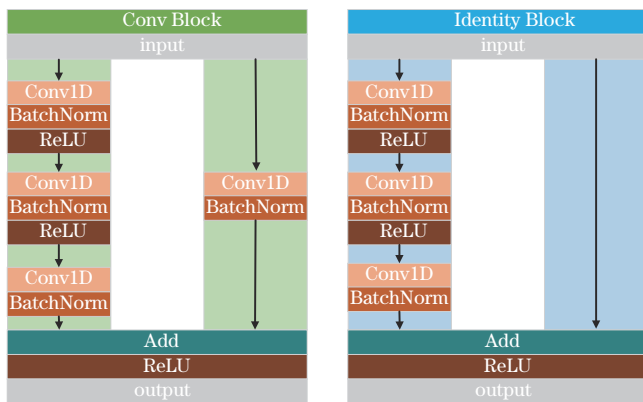 Conv Block
input
Conv1D
BatchNorm
ReLU
Conv1D
BatchNorm
ReLU
Conv1D
BatchNorm
Conv1D
BatchNorm
Add
ReLU
output
Identity Block
input
Conv1D
BatchNorm
ReLU
Conv1D
BatchNorm
ReLU
Conv1D
BatchNorm
Add
ReLU
output